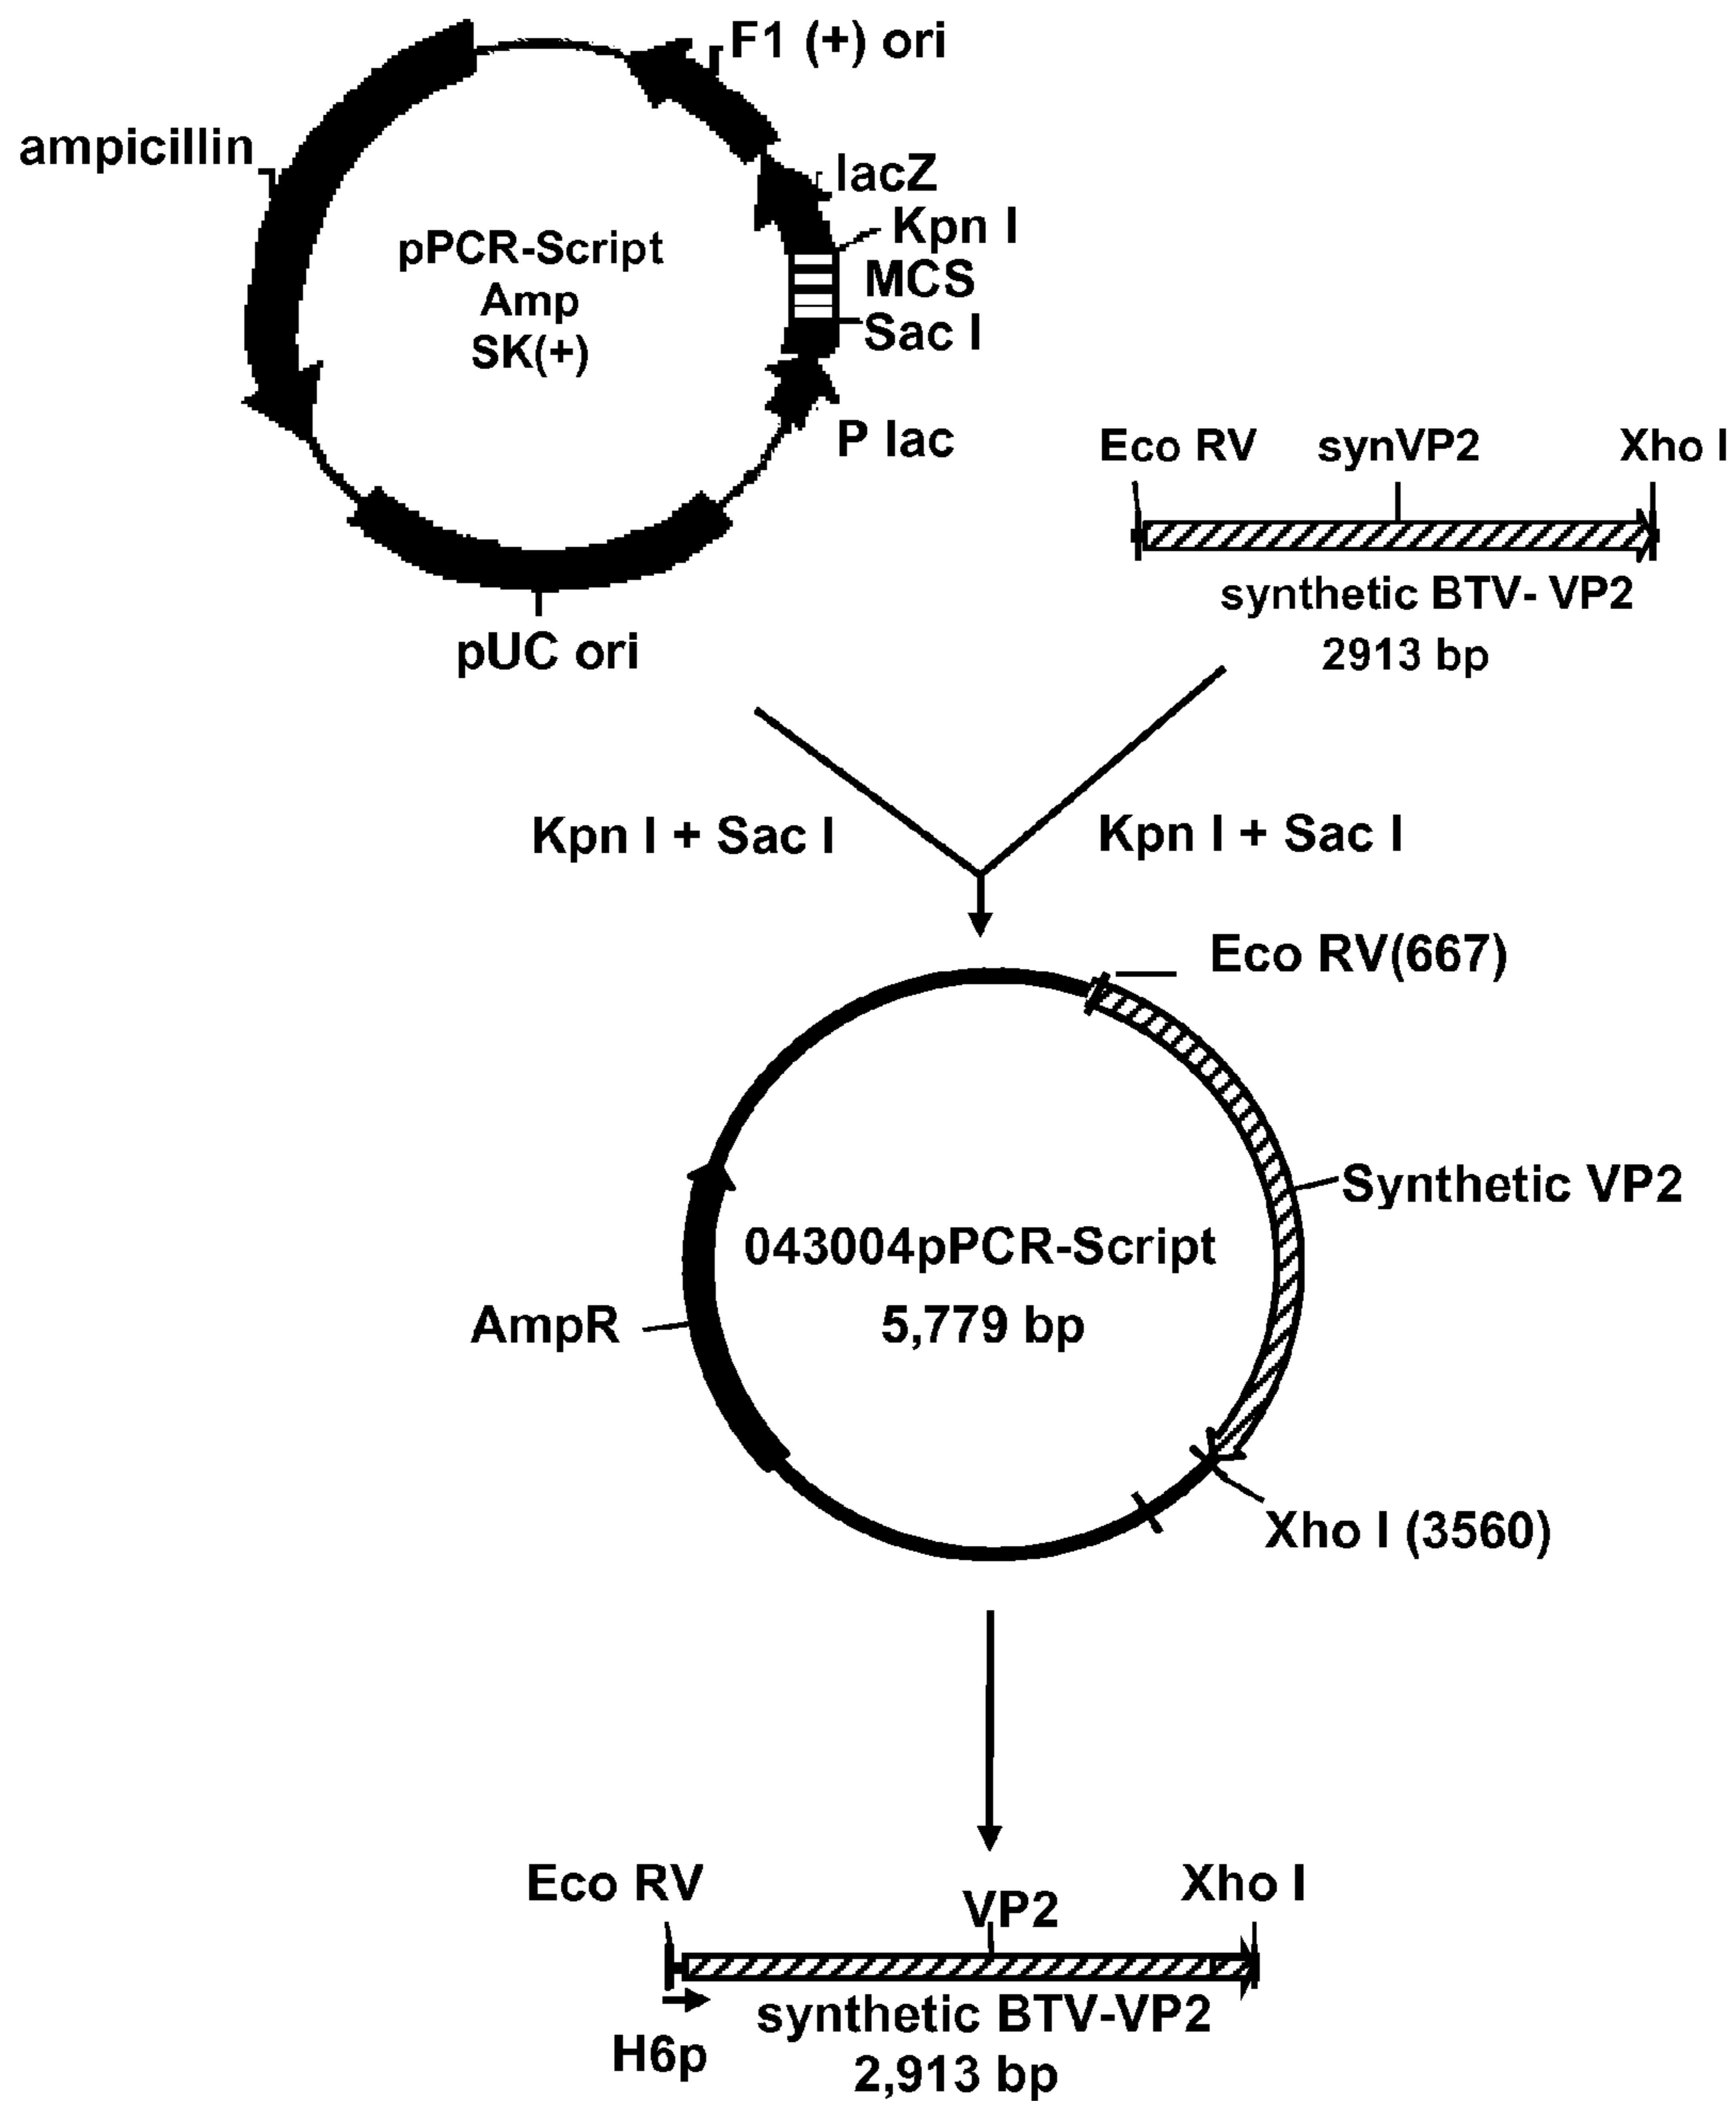 F1 (+) ori
ampicillin
lacZ
Kpn I
MCS
Sac I
pPCR-Script
Amp
SK(+)
P lac
pUC ori
Eco RV
synVP2
Xho I
synthetic BTV- VP2
2913 bp
Kpn I + Sac I
Kpn I + Sac I
Eco RV(667)
Synthetic VP2
043004pPCR-Script
5,779 bp
AmpR
Xho I (3560)
Eco RV
VP2
Xho I
synthetic BTV-VP2
2,913 bp
H6p